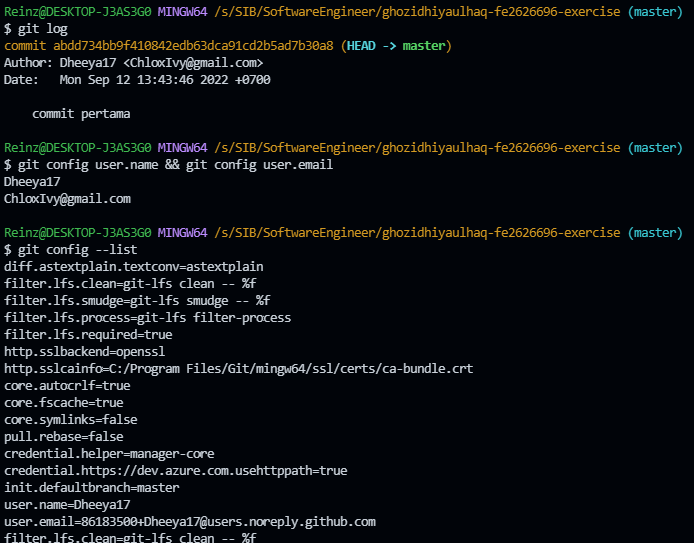 Reinz@DESKTOP-J3AS3G0 MINGW64 /s/SIB/SoftwareEngineer/ghozidhiyaulhaq-fe2626696-exercise (master)
$ git log
commit abdd734bb9f410842edb63dca91cd2b5ad7b30a8 (HEAD -> master)
Author: Dheeya17 <ChloxIvy@gmail.com>
Date:   Mon Sep 12 13:43:46 2022 +0700
    commit pertama
Reinz@DESKTOP-J3AS3G0 MINGW64 /s/SIB/SoftwareEngineer/ghozidhiyaulhaq-fe2626696-exercise (master)
$ git config user.name && git config user.email
Dheeya17
ChloxIvy@gmail.com
Reinz@DESKTOP-J3AS3G0 MINGW64 /s/SIB/SoftwareEngineer/ghozidhiyaulhaq-fe2626696-exercise (master)
$ git config --list
diff.astextplain.textconv=astextplain
filter.lfs.clean=git-lfs clean -- %f
filter.lfs.smudge=git-lfs smudge -- %f
filter.lfs.process=git-lfs filter-process
filter.lfs.required=true
http.sslbackend=openssl
http.sslcainfo=C:/Program Files/Git/mingw64/ssl/certs/ca-bundle.crt
core.autocrlf=true
core.fscache=true
core.symlinks=false
pull.rebase=false
credential.helper=manager-core
credential.https://dev.azure.com.usehttppath=true
init.defaultbranch=master
user.name=Dheeya17
user.email=86183500+Dheeya17@users.noreply.github.com
filter.lfs.clean=git-lfs clean -- %f